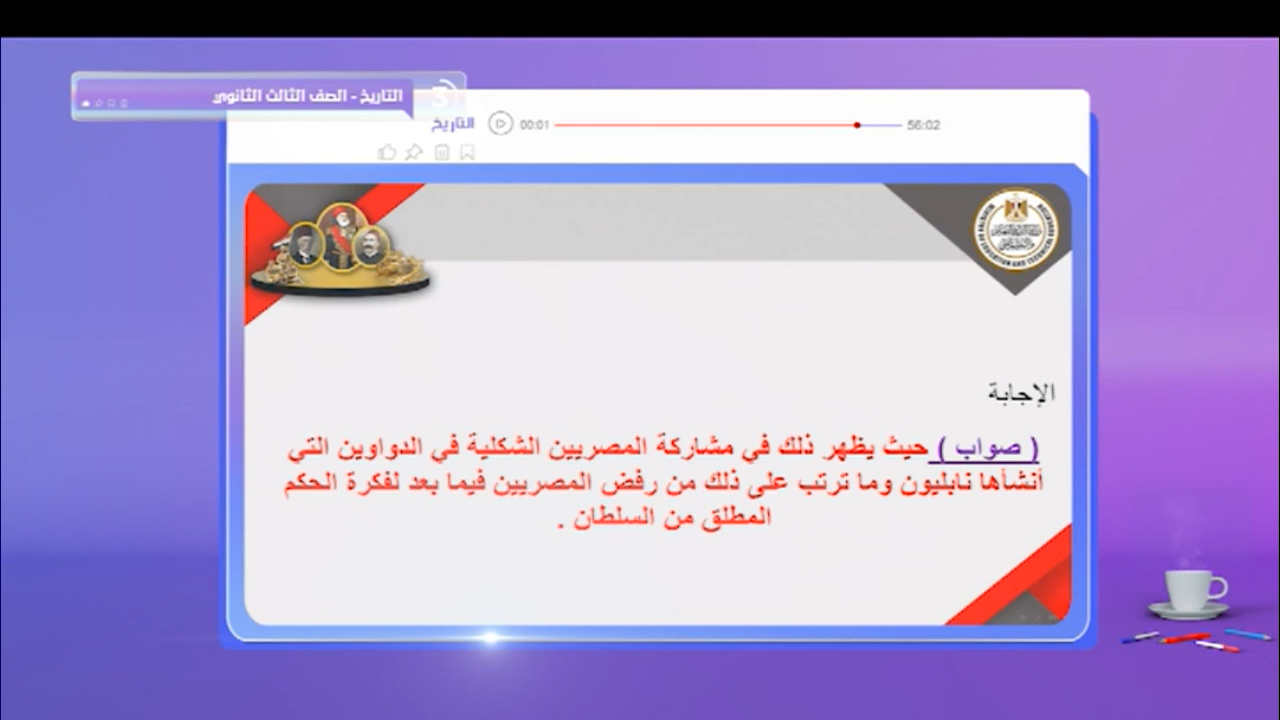 التاريخ - الصف الثالث الثانوي
3
التاريخ
00:01
56:02
الإجابة
( صواب ) حيث يظهر ذلك في مشاركة المصريين الشكلية في الدواوين التي
أنشأها نابليون وما ترتب على ذلك من رفض المصريين فيما بعد لفكرة الحكم
المطلق من السلطان .